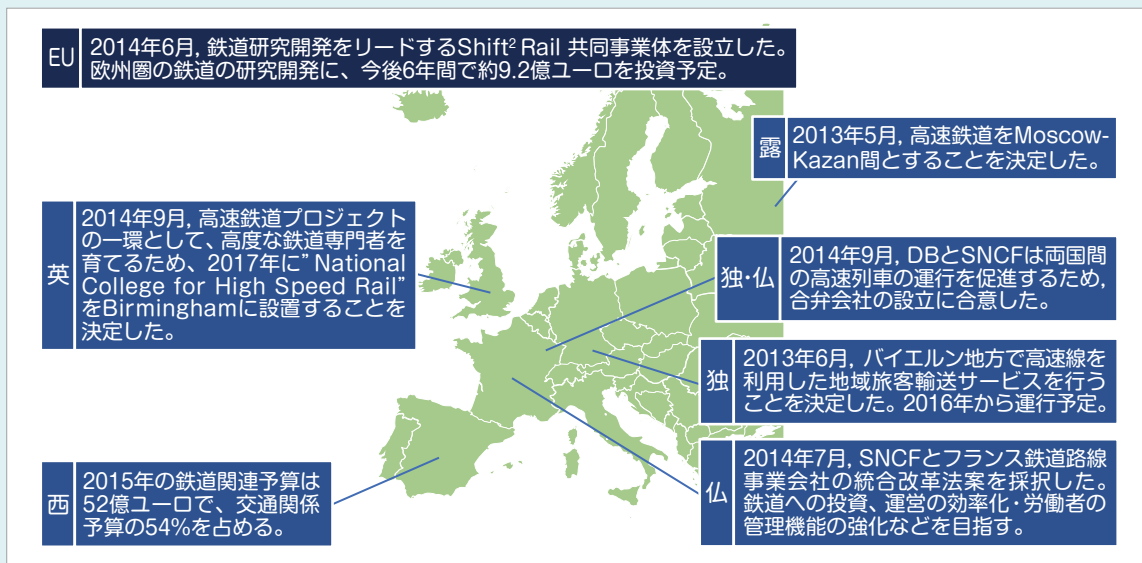 EU
2014年6月, 鉄道研究開発をリードするShift² Rail 共同事業体を設立した。
欧州圏の鉄道の研究開発に、今後6年間で約9.2億ユーロを投資予定。
露
2013年5月, 高速鉄道をMoscow-
Kazan間とすることを決定した。
英
2014年9月, 高速鉄道プロジェクト
の一環として、高度な鉄道専門者を
育てるため、2017年に”National
College for High Speed Rail”
をBirminghamに設置することを
決定した。
独・仏
2014年9月, DBとSNCFは両国間
の高速列車の運行を促進するため,
合弁会社の設立に合意した。
独
2013年6月, バイエルン地方で高速線を
利用した地域旅客輸送サービスを行う
ことを決定した。2016年から運行予定。
西
2015年の鉄道関連予算は
52億ユーロで、交通関係
予算の54%を占める。
仏
2014年7月, SNCFとフランス鉄道路線
事業会社の統合改革法案を採択した。
鉄道への投資、運営の効率化・労働者の
管理機能の強化などを目指す。